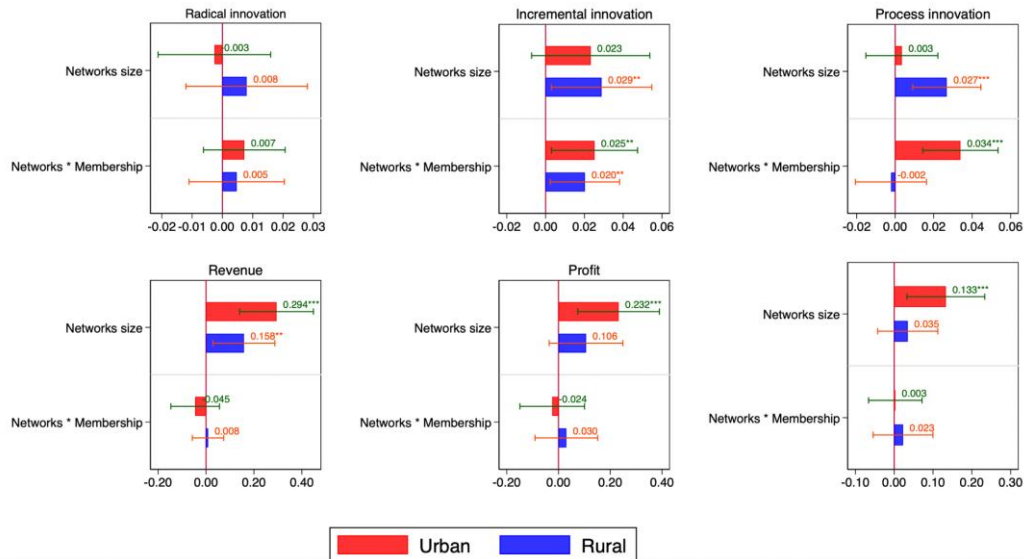 Radical innovation
Networks size
-0.003
0.008
Networks * Membership
0.007
0.005
-0.02 -0.01 0.00 0.01 0.02 0.03
Incremental innovation
Networks size
0.023
0.029**
Networks * Membership
0.025**
0.020**
-0.02 0.00 0.02 0.04 0.06
Process innovation
Networks size
0.003
0.027***
Networks * Membership
0.034***
-0.002
-0.02 0.00 0.02 0.04 0.06
Revenue
Networks size
0.294***
0.158**
Networks * Membership
-0.045
0.008
-0.20 0.00 0.20 0.40
Profit
Networks size
0.232***
0.106
Networks * Membership
-0.024
0.030
-0.20 0.00 0.20 0.40
Networks size
0.133***
0.035
Networks * Membership
0.003
0.023
-0.10 0.00 0.10 0.20 0.30
Urban Rural